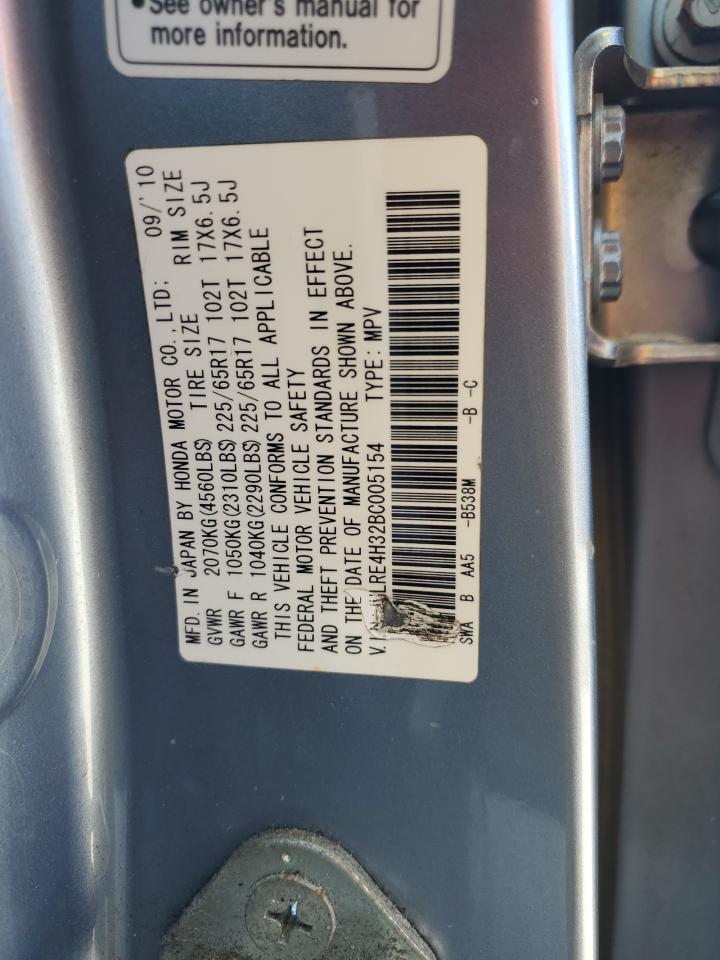 •See owner's manual for
more information.
MFD. IN JAPAN BY HONDA MOTOR CO.,LTD: 09/'10
GVWR 2070KG(4560LBS) TIRE SIZE RIM SIZE
GAWR F 1050KG(2310LBS) 225/65R17 102T 17X6.5J
GAWR R 1040KG(2290LBS) 225/65R17 102T 17X6.5J
THIS VEHICLE CONFORMS TO ALL APPLICABLE
FEDERAL MOTOR VEHICLE SAFETY
AND THEFT PREVENTION STANDARDS IN EFFECT
ON THE DATE OF MANUFACTURE SHOWN ABOVE.
V. LRE4H32BC005154 TYPE: MPV
SWA B AA5 -B538M -B -C